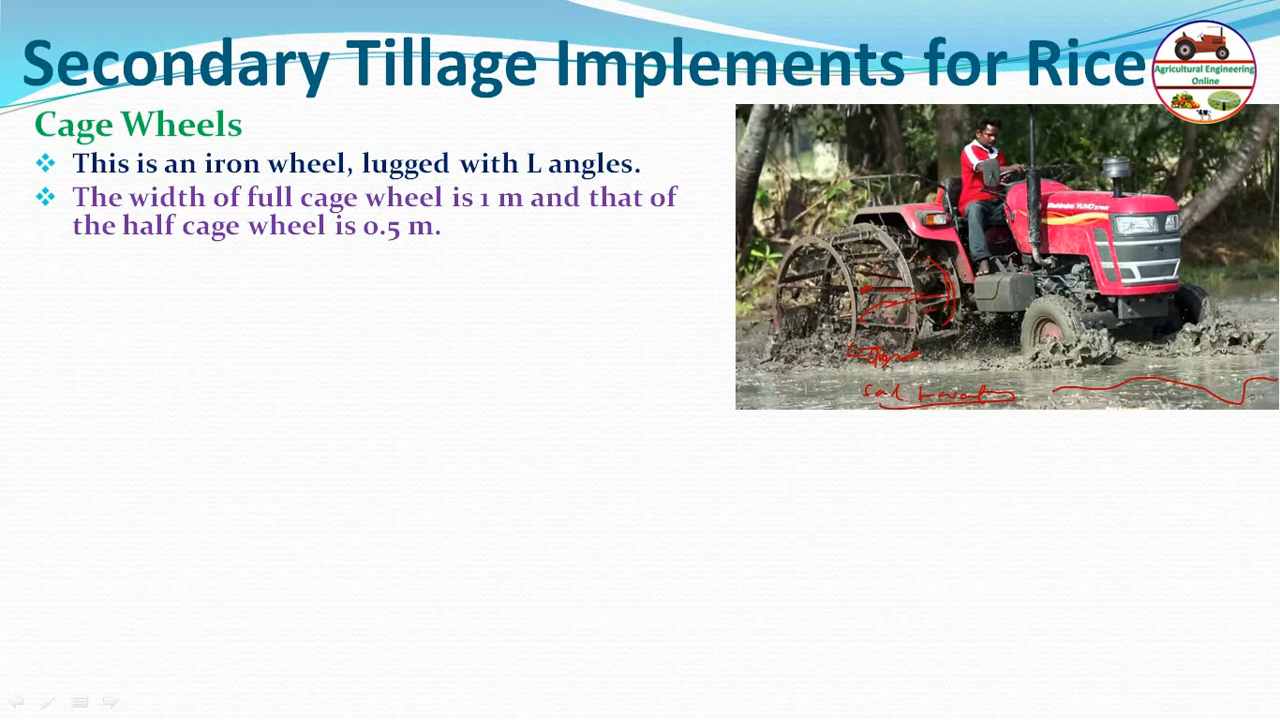 Secondary Tillage Implements for Rice
Agricultural Engineering
Online
Cage Wheels
This is an iron wheel, lugged with L angles.
The width of full cage wheel is 1 m and that of
the half cage wheel is 0.5 m.